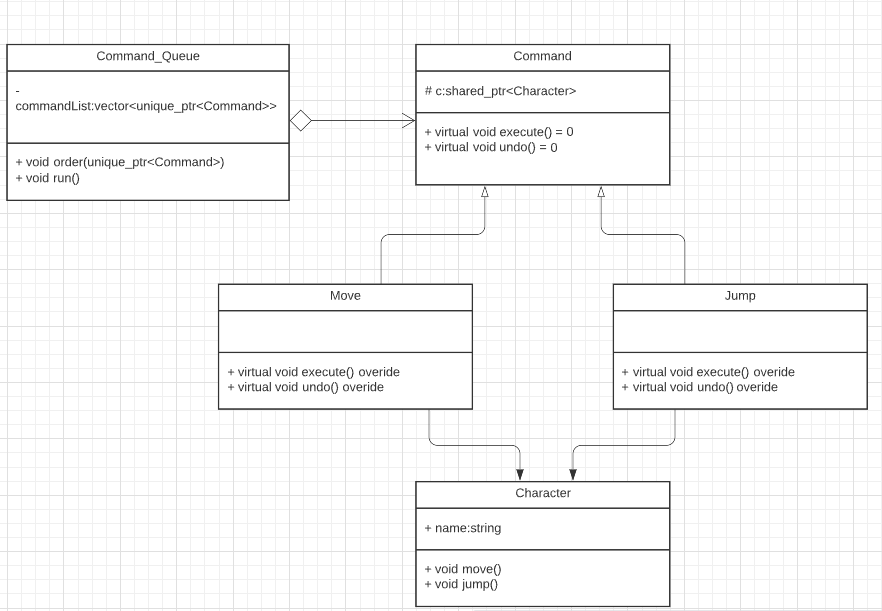 Command_Queue
-
commandList:vector<unique_ptr<Command>>
+ void order(unique_ptr<Command>)
+ void run()
Command
# c:shared_ptr<Character>
+ virtual void execute() = 0
+ virtual void undo() = 0
Move
+ virtual void execute() overide
+ virtual void undo() overide
Jump
+ virtual void execute() overide
+ virtual void undo() overide
Character
+ name:string
+ void move()
+ void jump()